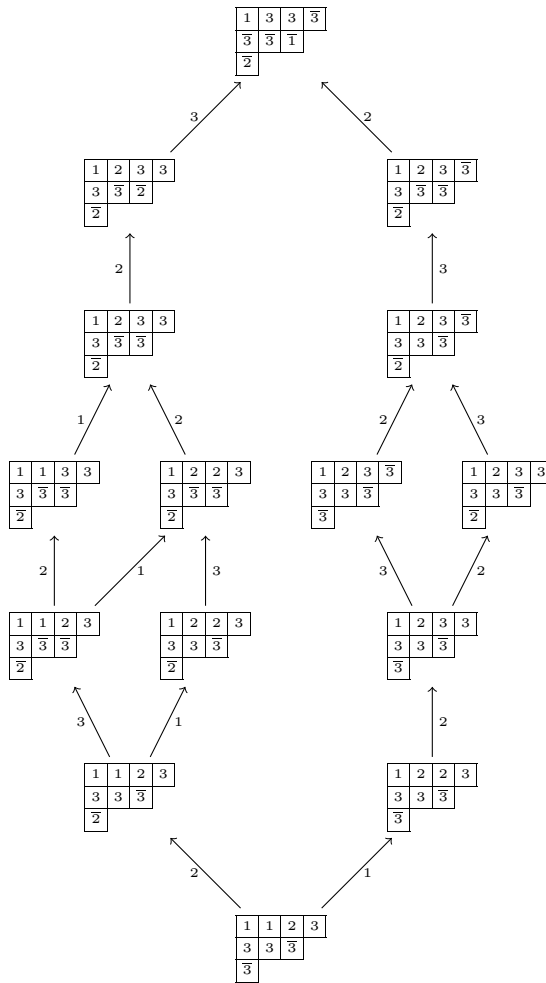 1 3 3 3̅
3̅ 3̅ 1̅
2̅
3 2
1 2 3 3 1 2 3 3̅
3 3̅ 2̅ 3 3̅ 3̅
2̅ 2̅
2 3
1 2 3 3 1 2 3 3̅
3 3̅ 3̅ 3 3 3̅
2̅ 2̅
1 2 2 3
1 1 3 3 1 2 2 3 1 2 3 3̅ 1 2 3 3
3 3̅ 3̅ 3 3̅ 3̅ 3 3 3̅ 3 3 3̅
2̅ 2̅ 3̅ 2̅
2 1 3 3 2
1 1 2 3 1 2 2 3 1 2 3 3
3 3̅ 3̅ 3 3 3̅ 3 3 3̅
2̅ 2̅ 3̅
3 1 2
1 1 2 3 1 2 2 3
3 3 3̅ 3 3 3̅
2̅ 3̅
2 1
1 1 2 3
3 3 3̅
3̅